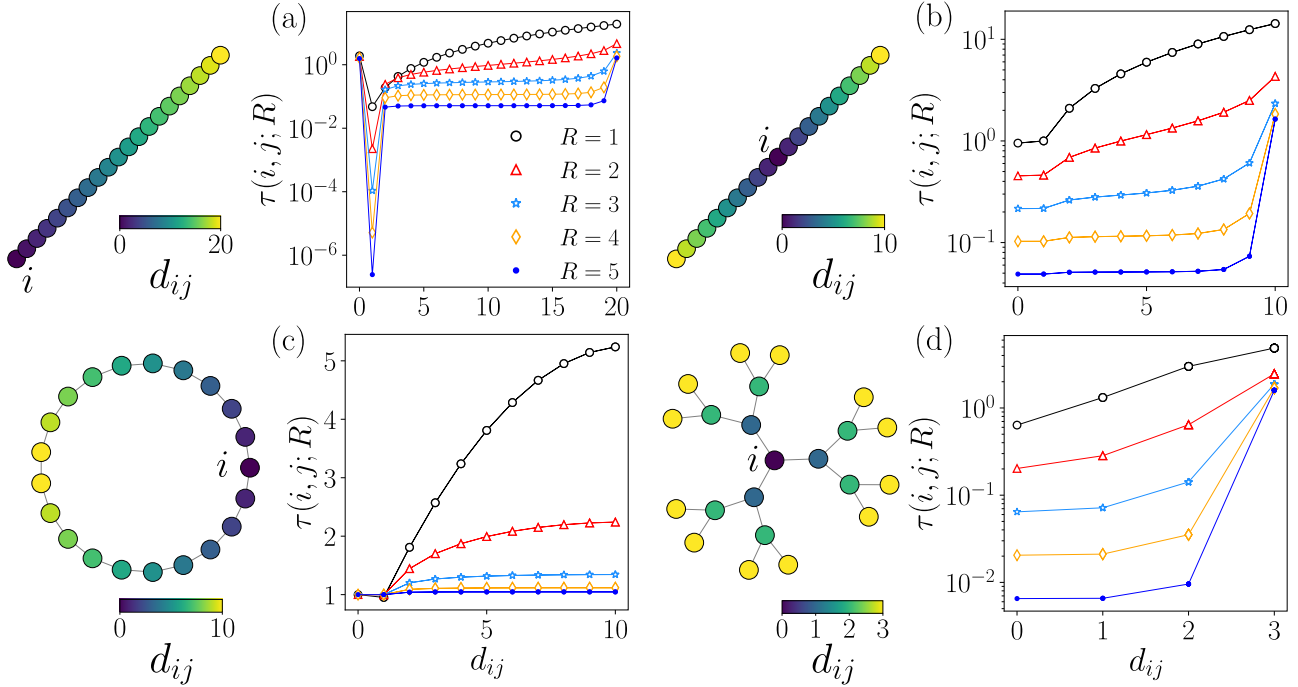 (a)
τ(i, j; R)
10^0
10^−2
10^−4
10^−6
0 5 10 15 20
R = 1
R = 2
R = 3
R = 4
R = 5
i
0 20
d_ij
(b)
τ(i, j; R)
10^1
10^0
10^−1
0 5 10
i
0 10
d_ij
(c)
τ(i, j; R)
5
4
3
2
1
0 5 10
d_ij
i
0 10
d_ij
(d)
τ(i, j; R)
10^0
10^−1
10^−2
0 1 2 3
d_ij
i
0 1 2 3
d_ij